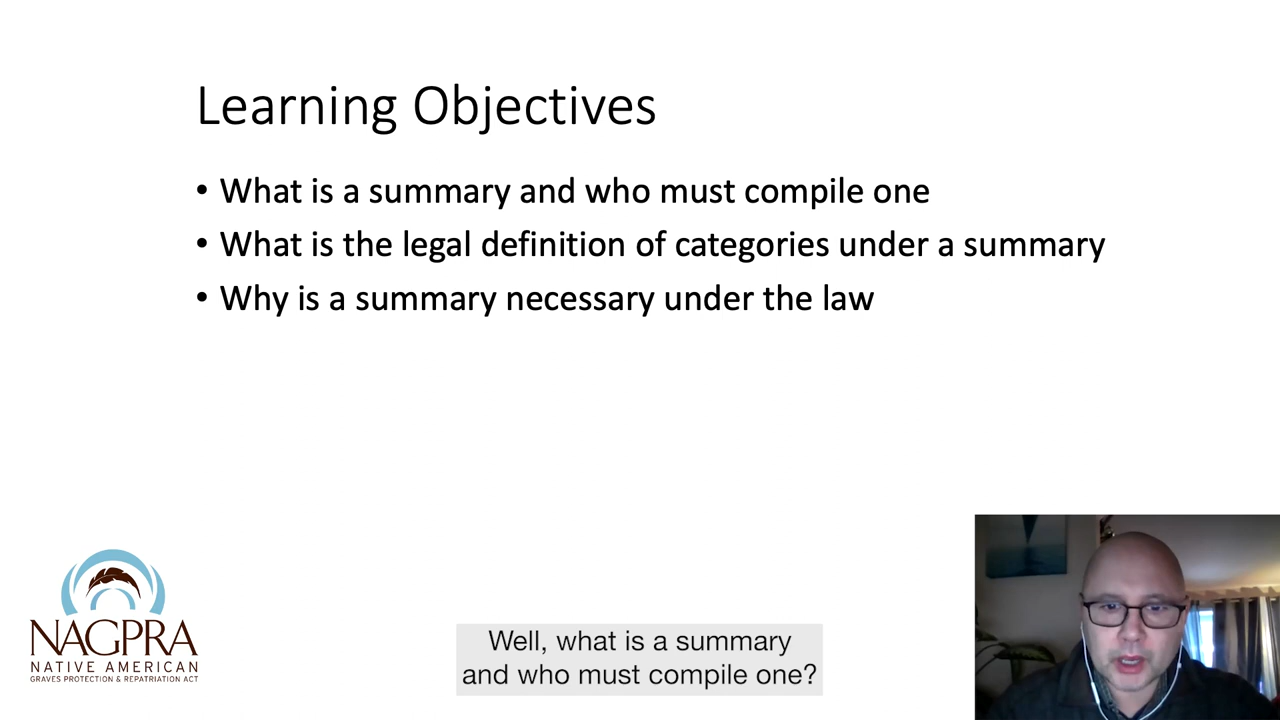 Learning Objectives
• What is a summary and who must compile one
• What is the legal definition of categories under a summary
• Why is a summary necessary under the law
NAGPRA
NATIVE AMERICAN
GRAVES PROTECTION & REPATRIATION ACT
Well, what is a summary
and who must compile one?